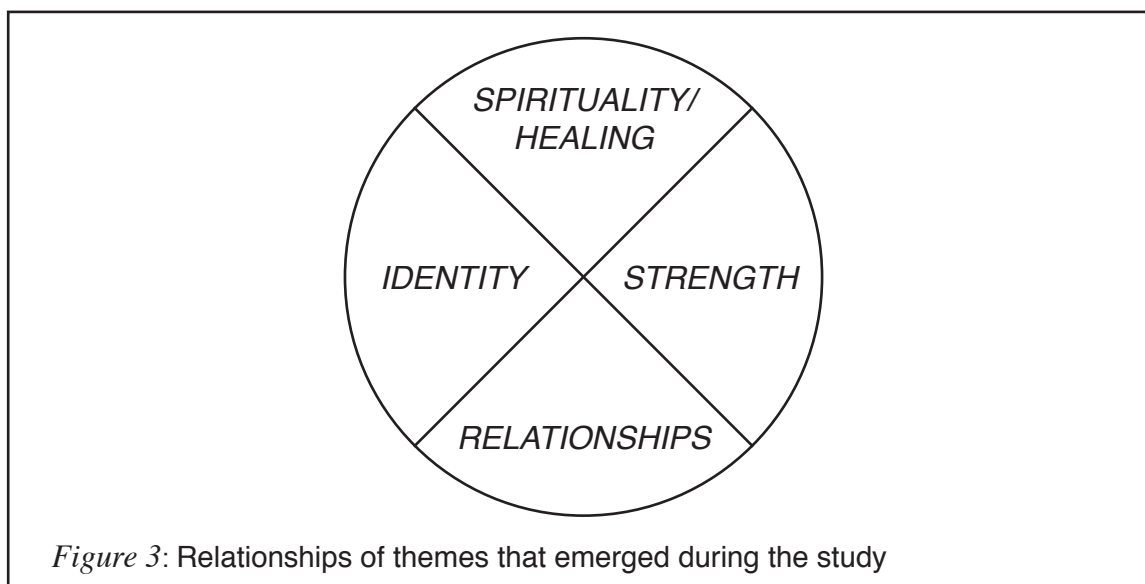 SPIRITUALITY/
HEALING
IDENTITY
STRENGTH
RELATIONSHIPS
Figure 3: Relationships of themes that emerged during the study